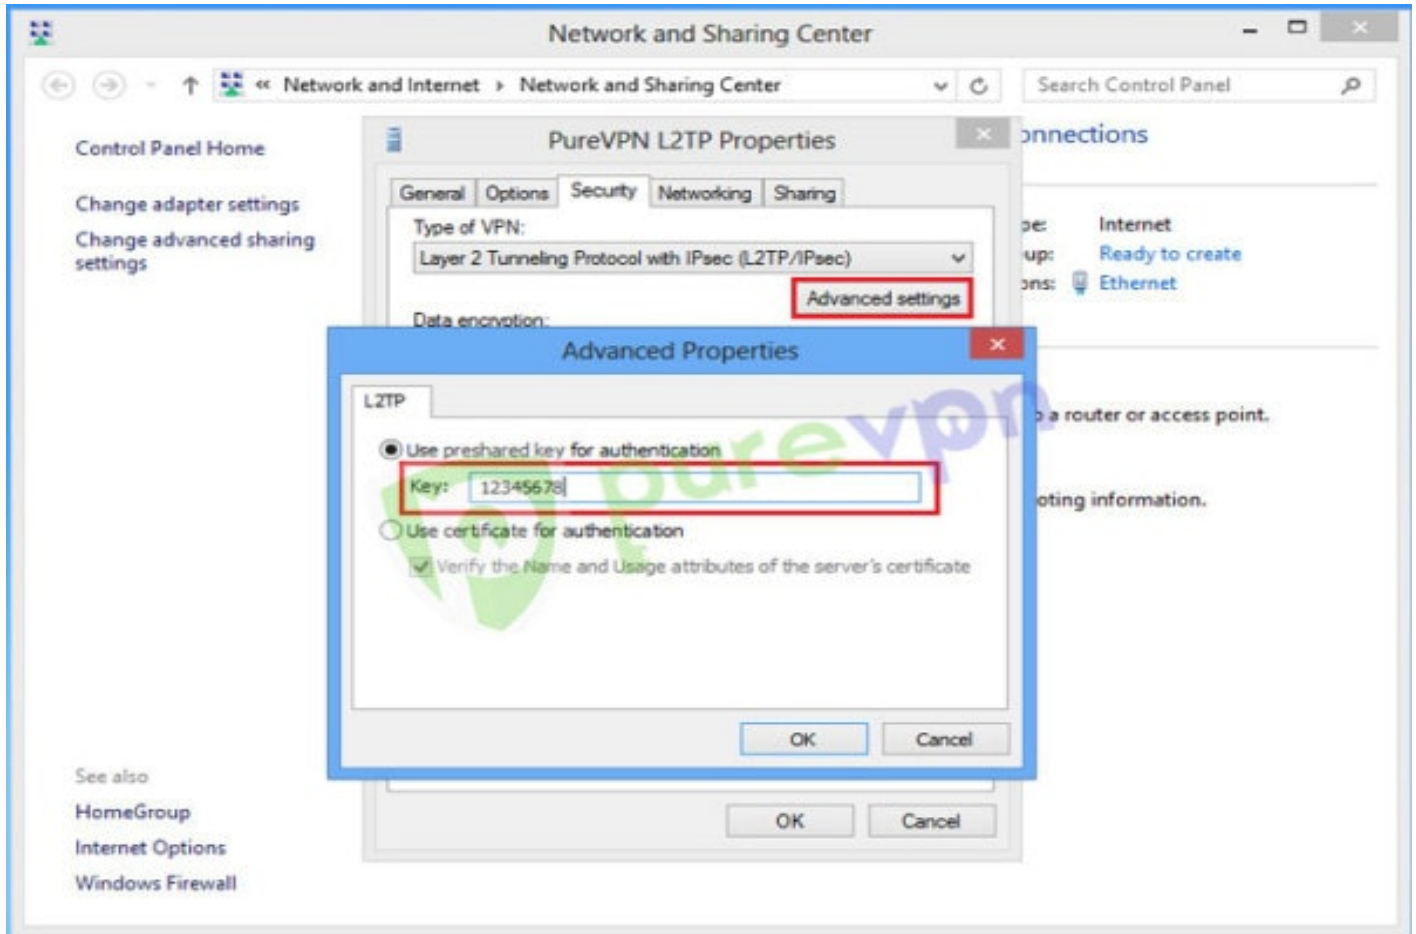 Network and Sharing Center
« Network and Internet › Network and Sharing Center
Search Control Panel
Control Panel Home
Change adapter settings
Change advanced sharing
settings
See also
HomeGroup
Internet Options
Windows Firewall
PureVPN L2TP Properties
General Options Security Networking Sharing
Type of VPN:
Layer 2 Tunneling Protocol with IPsec (L2TP/IPsec)
Advanced settings
Data encryption:
Advanced Properties
L2TP
Use preshared key for authentication
Key: 12345678
Use certificate for authentication
Verify the Name and Usage attributes of the server's certificate
OK Cancel
OK Cancel
onnections
pe: Internet
up: Ready to create
ons: Ethernet
o a router or access point.
oting information.
purevpn